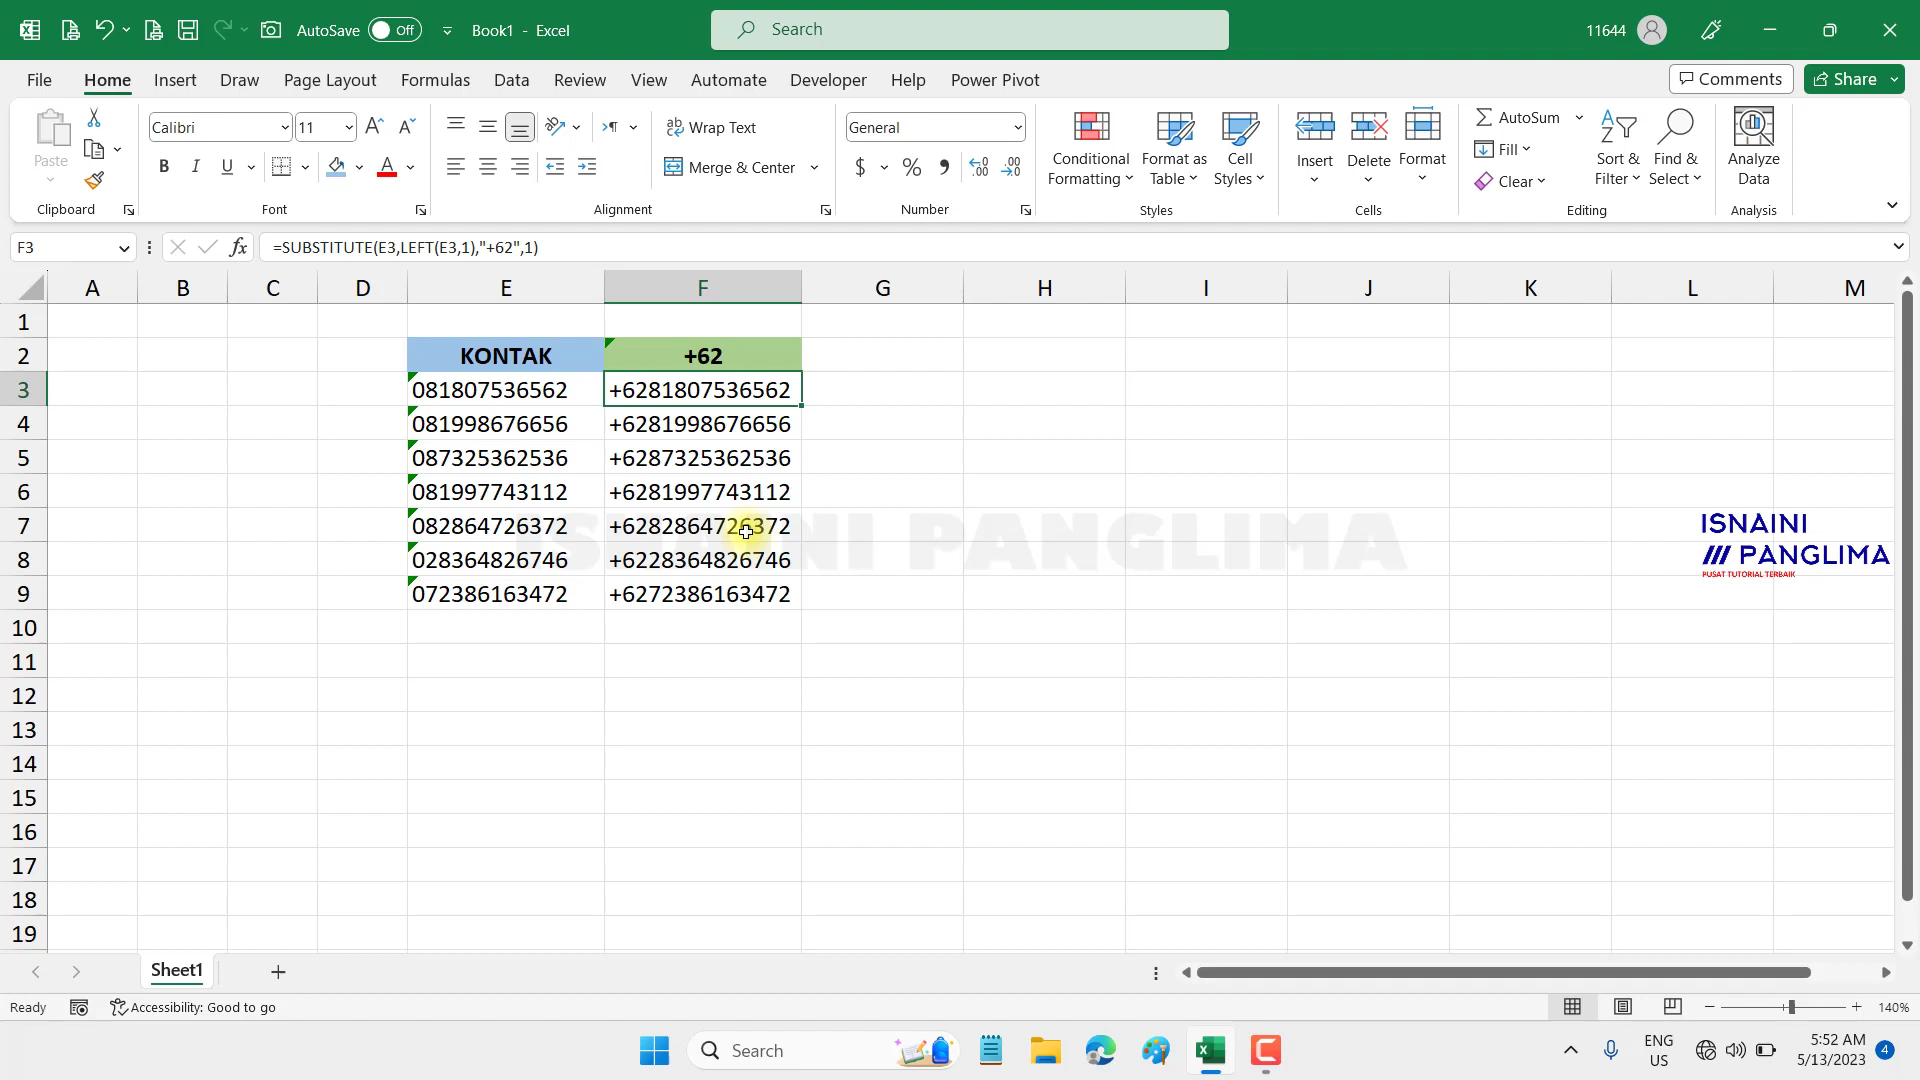 AutoSave Off Book1 - Excel Search 11644
File Home Insert Draw Page Layout Formulas Data Review View Automate Developer Help Power Pivot Comments Share
Paste Calibri 11 Wrap Text General Conditional Formatting Format as Table Cell Styles Insert Delete Format AutoSum Sort & Filter Find & Select Analyze Data
B I U Merge & Center $ % Fill
Clear
Clipboard Font Alignment Number Styles Cells Editing Analysis
F3 fx =SUBSTITUTE(E3,LEFT(E3,1),"+62",1)
A B C D E F G H I J K L M
1
2 KONTAK +62
3 081807536562 +6281807536562
4 081998676656 +6281998676656
5 087325362536 +6287325362536
6 081997743112 +6281997743112
7 082864726372 +6282864726372
8 028364826746 +6228364826746
9 072386163472 +6272386163472
10
11
12
13
14
15
16
17
18
19
ISNAINI PANGLIMA
ISNAINI
PANGLIMA
PUSAT TUTORIAL TERBAIK
Sheet1
Ready Accessibility: Good to go 140%
Search ENG 5:52 AM
US 5/13/2023 4